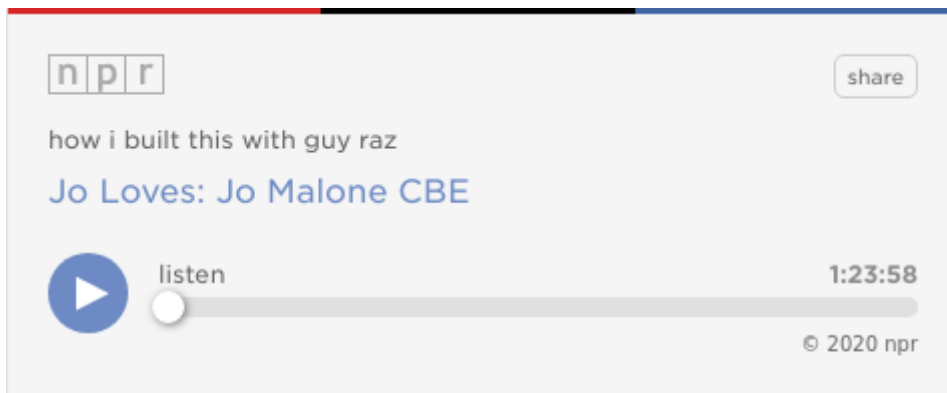 npr
share
how i built this with guy raz
Jo Loves: Jo Malone CBE
listen
1:23:58
© 2020 npr